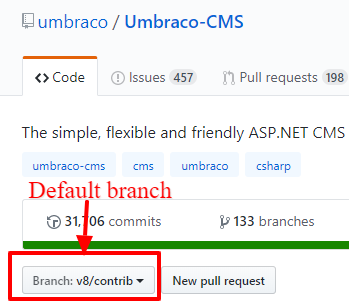 umbraco / Umbraco-CMS
Code Issues 457 Pull requests 198
The simple, flexible and friendly ASP.NET CMS
umbraco-cms cms umbraco csharp
Default branch
31,706 commits 133 branches
Branch: v8/contrib New pull request